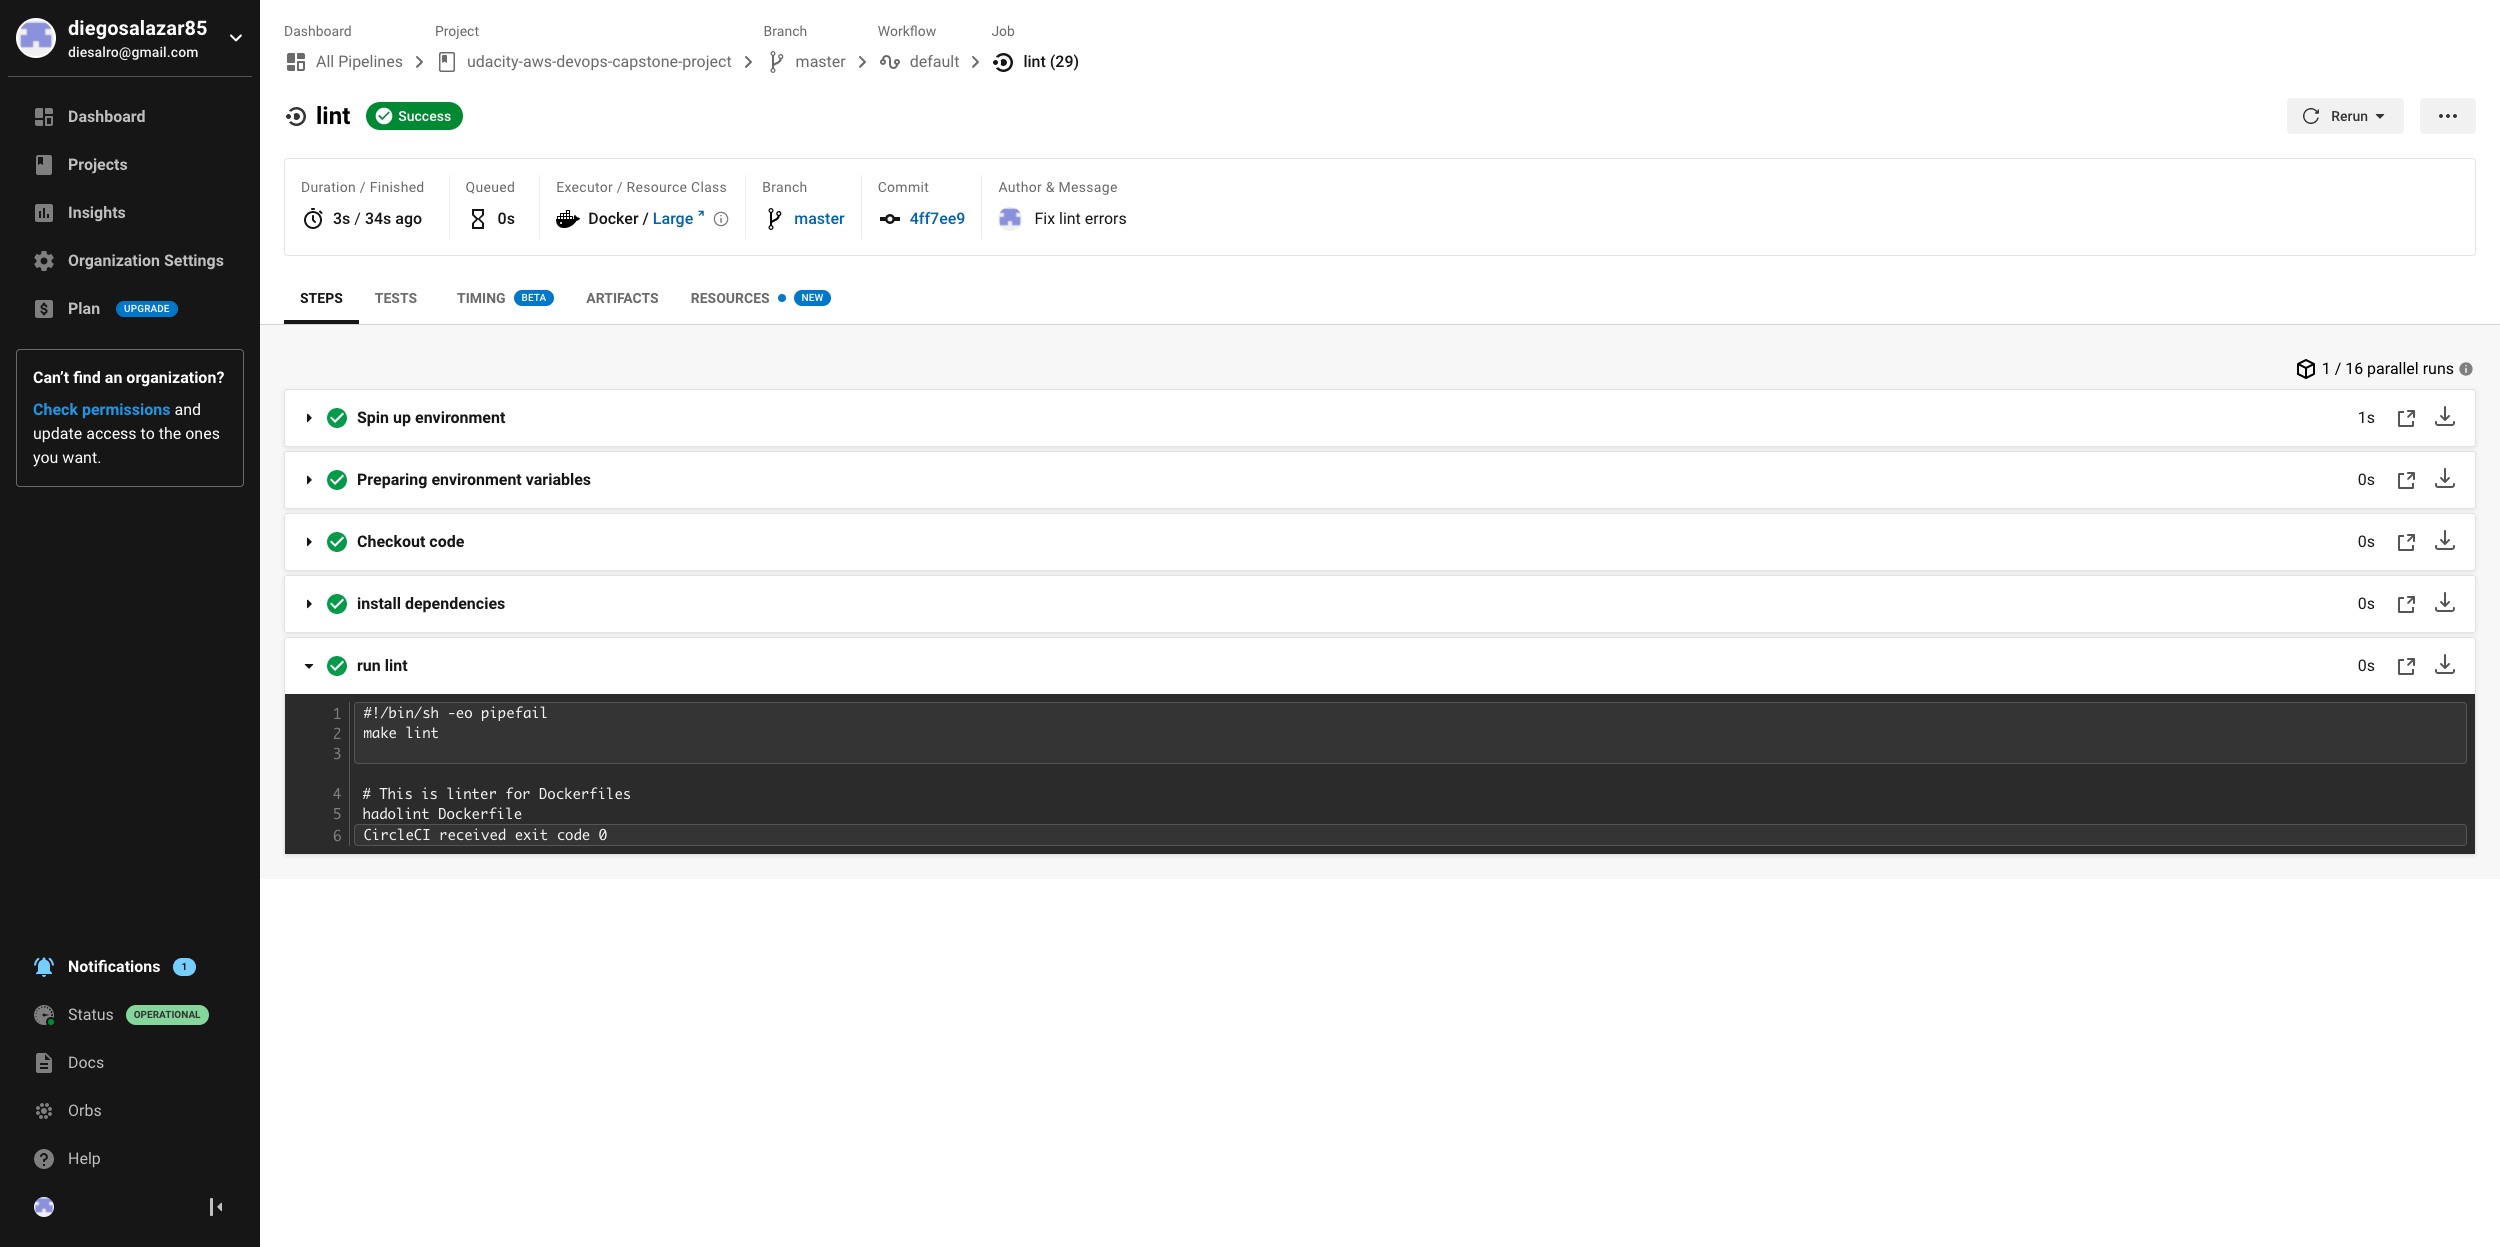 diegosalazar85
diesalro@gmail.com
Dashboard
Projects
Insights
Organization Settings
Plan UPGRADE
Can't find an organization?
Check permissions and
update access to the ones
you want.
Notifications 1
Status OPERATIONAL
Docs
Orbs
Help
Dashboard Project Branch Workflow Job
All Pipelines udacity-aws-devops-capstone-project master default lint (29)
lint Success Rerun
Duration / Finished Queued Executor / Resource Class Branch Commit Author & Message
3s / 34s ago 0s Docker / Large master 4ff7ee9 Fix lint errors
STEPS TESTS TIMING BETA ARTIFACTS RESOURCES NEW
1 / 16 parallel runs
Spin up environment 1s
Preparing environment variables 0s
Checkout code 0s
install dependencies 0s
run lint 0s
1 #!/bin/sh -eo pipefail
2 make lint
3
4 # This is linter for Dockerfiles
5 hadolint Dockerfile
6 CircleCI received exit code 0